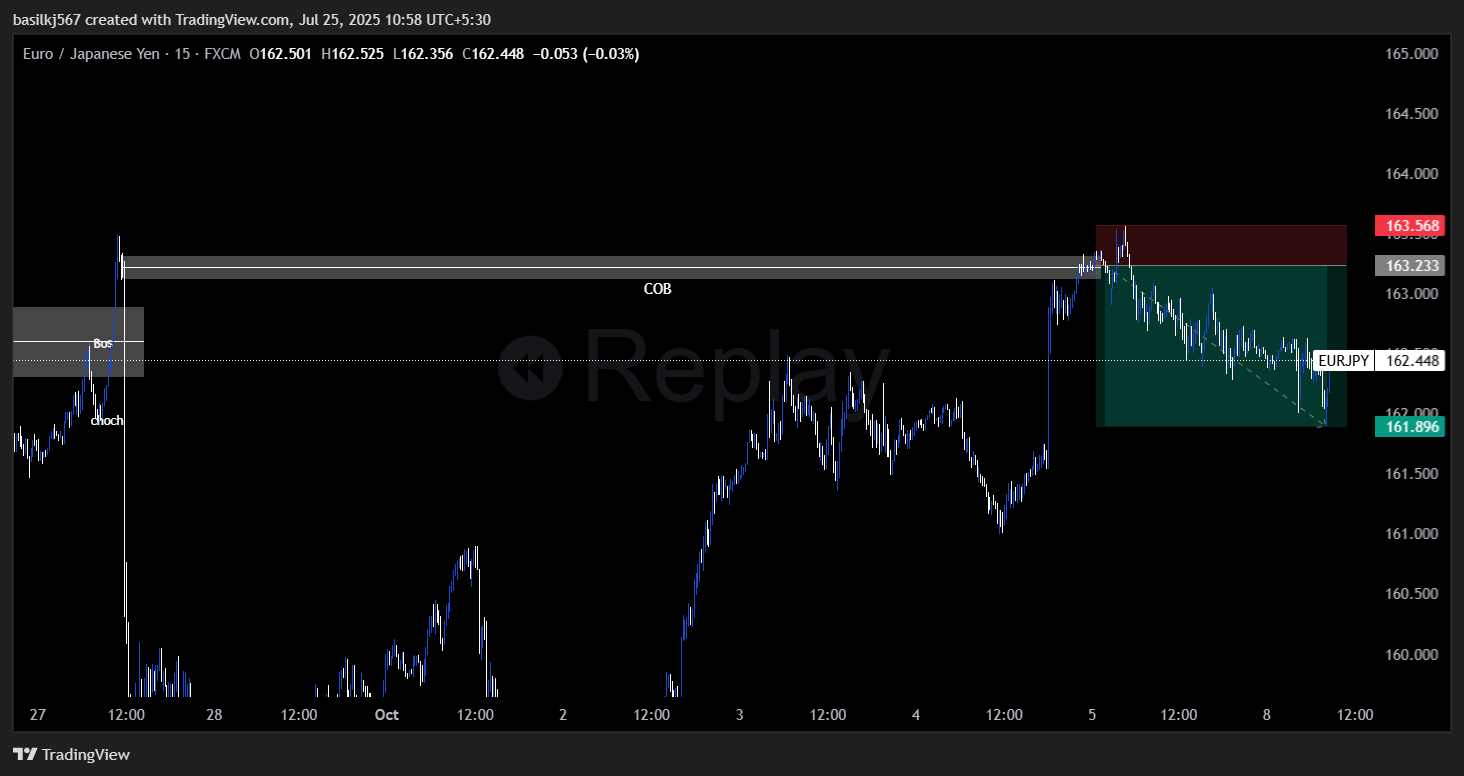 basilkj567 created with TradingView.com, Jul 25, 2025 10:58 UTC+5:30
Euro / Japanese Yen · 15 · FXCM O162.501 H162.525 L162.356 C162.448 −0.053 (−0.03%)
165.000
164.500
164.000
163.568
163.233
163.000
COB
Bos
Replay
EURJPY 162.448
162.000
choch
161.896
161.500
161.000
160.500
160.000
27 12:00 28 12:00 Oct 12:00 2 12:00 3 12:00 4 12:00 5 12:00 8 12:00
TradingView